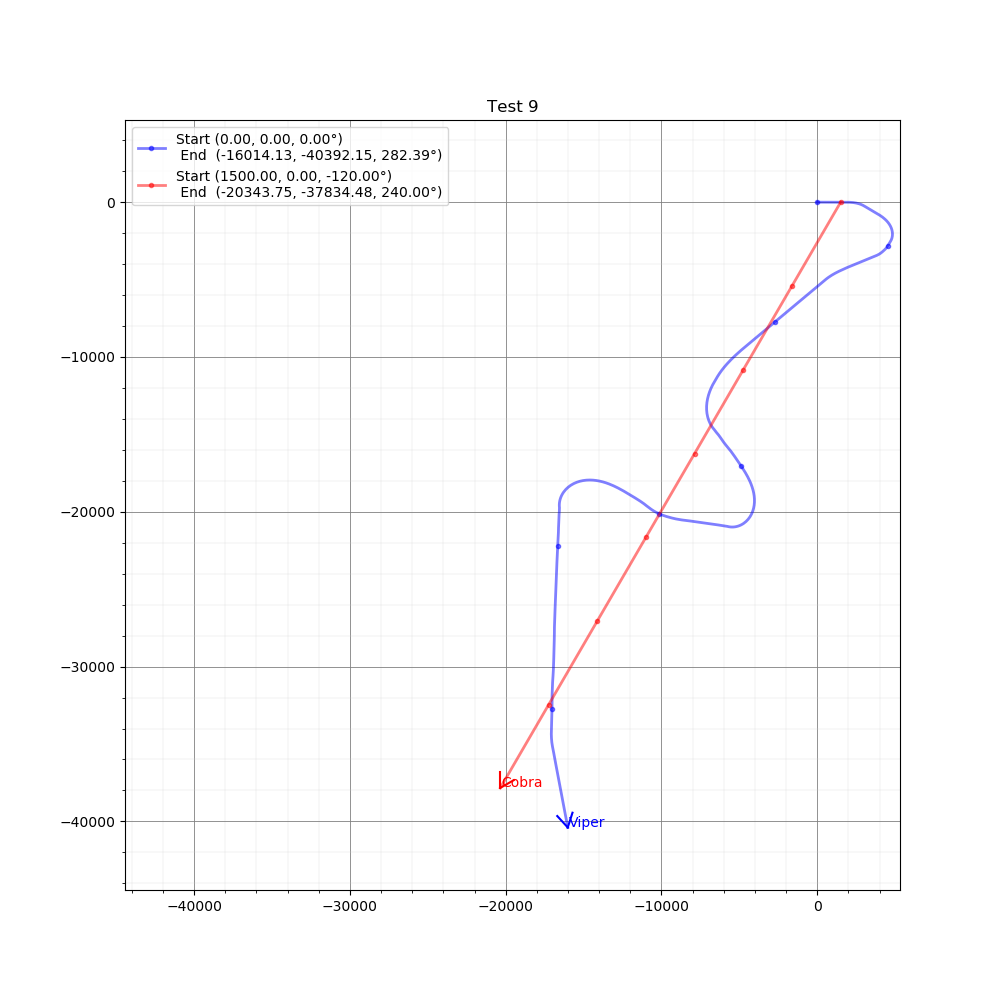 Test 9
Start (0.00, 0.00, 0.00°)
End  (-16014.13, -40392.15, 282.39°)
Start (1500.00, 0.00, -120.00°)
End  (-20343.75, -37834.48, 240.00°)
0
−10000
−20000
−30000
−40000
Cobra
Viper
−40000
−30000
−20000
−10000
0